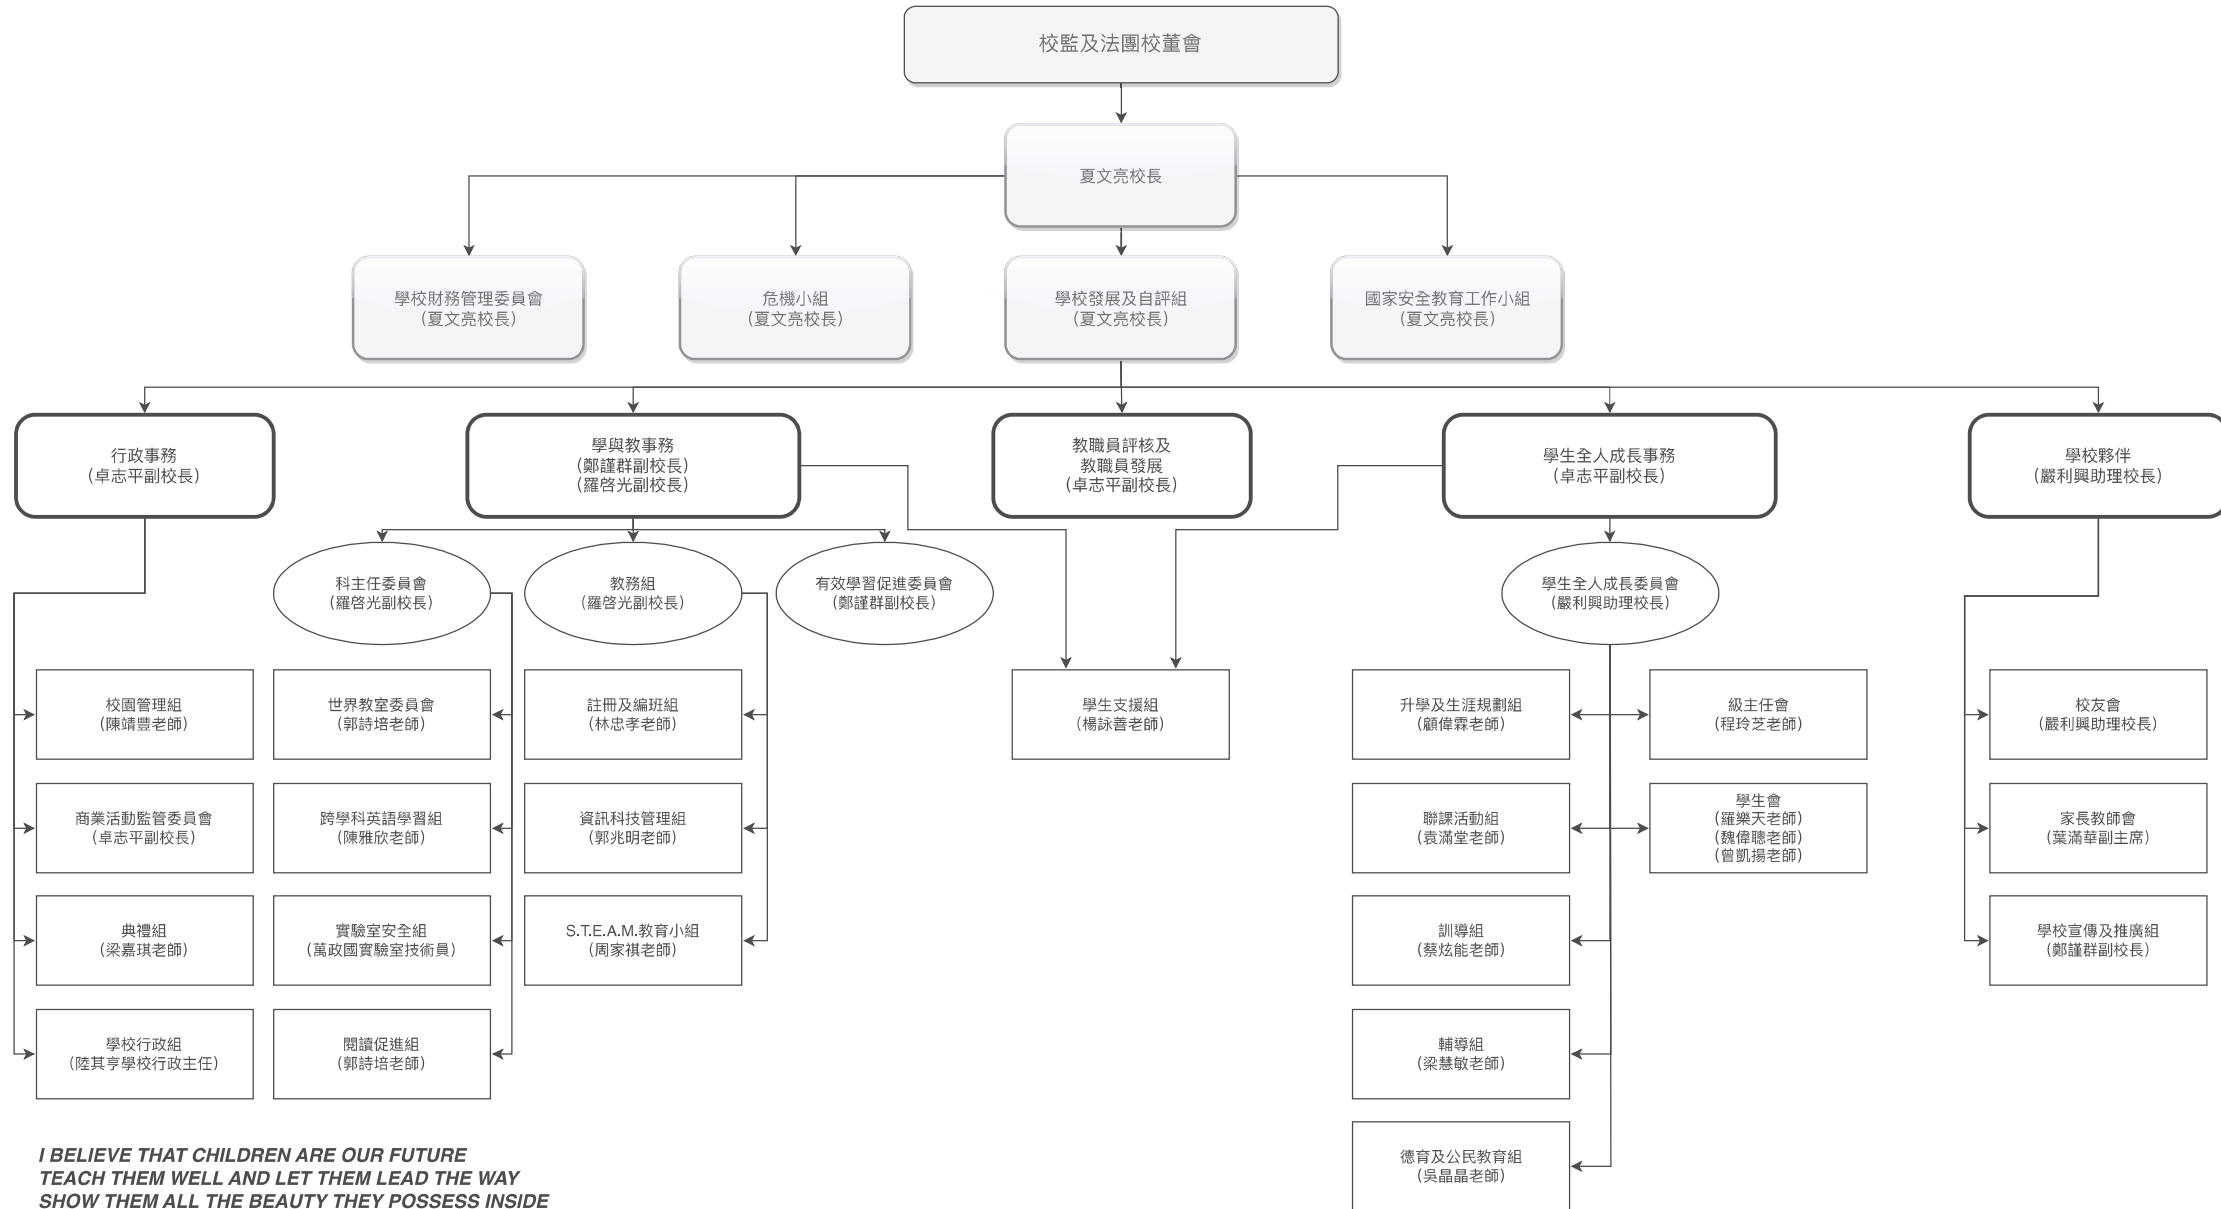 校監及法團校董會
夏文亮校長
學校財務管理委員會
(夏文亮校長)
危機小組
(夏文亮校長)
學校發展及自評組
(夏文亮校長)
國家安全教育工作小組
(夏文亮校長)
行政事務
(卓志平副校長)
學與教事務
(鄭謹群副校長)
(羅啓光副校長)
教職員評核及
教職員發展
(卓志平副校長)
學生全人成長事務
(卓志平副校長)
學校夥伴
(嚴利興助理校長)
科主任委員會
(羅啓光副校長)
教務組
(羅啓光副校長)
有效學習促進委員會
(鄭謹群副校長)
學生全人成長委員會
(嚴利興助理校長)
校園管理組
(陳靖豐老師)
世界教室委員會
(郭詩培老師)
註冊及編班組
(林忠孝老師)
學生支援組
(楊詠善老師)
升學及生涯規劃組
(顧偉霖老師)
級主任會
(程玲芝老師)
校友會
(嚴利興助理校長)
商業活動監管委員會
(卓志平副校長)
跨學科英語學習組
(陳雅欣老師)
資訊科技管理組
(郭兆明老師)
聯課活動組
(袁滿堂老師)
學生會
(羅樂天老師)
(魏偉聰老師)
(曾凱揚老師)
家長教師會
(葉滿華副主席)
典禮組
(梁嘉琪老師)
實驗室安全組
(萬政國實驗室技術員)
S.T.E.A.M.教育小組
(周家祺老師)
訓導組
(蔡炫能老師)
學校宣傳及推廣組
(鄭謹群副校長)
學校行政組
(陸其亨學校行政主任)
閱讀促進組
(郭詩培老師)
輔導組
(梁慧敏老師)
德育及公民教育組
(吳晶晶老師)
I BELIEVE THAT CHILDREN ARE OUR FUTURE
TEACH THEM WELL AND LET THEM LEAD THE WAY
SHOW THEM ALL THE BEAUTY THEY POSSESS INSIDE